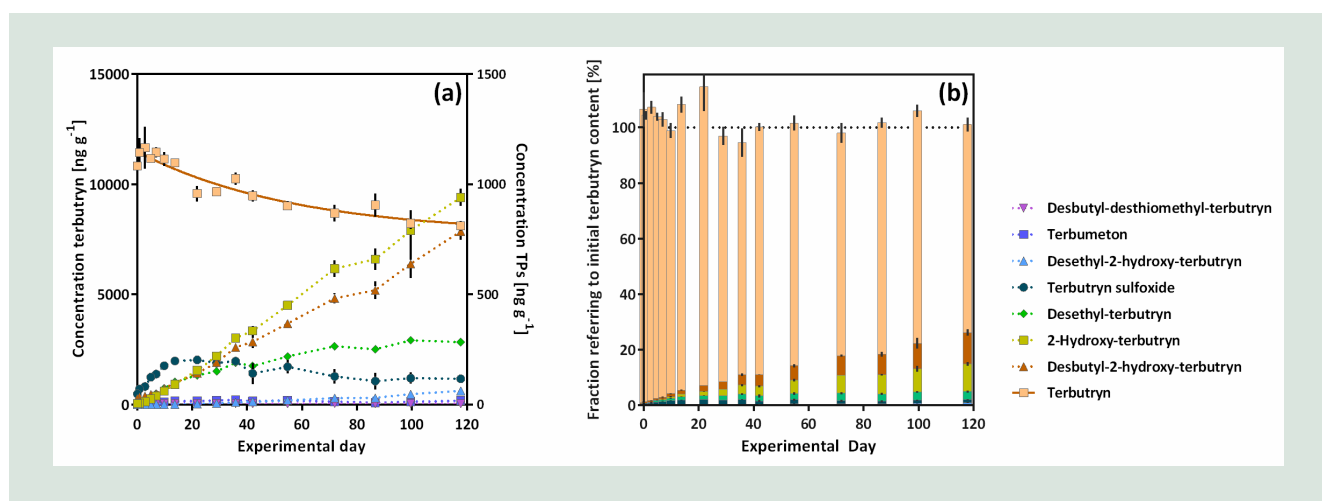 (a)
Concentration terbutryn [ng g-1]
15000
10000
5000
0
Concentration TPs [ng g-1]
1500
1000
500
0
0 20 40 60 80 100 120
Experimental day
(b)
Fraction referring to initial terbutryn content [%]
100
80
60
40
20
0
0 20 40 60 80 100 120
Experimental Day
Desbutyl-desthiomethyl-terbutryn
Terbumeton
Desethyl-2-hydroxy-terbutryn
Terbutryn sulfoxide
Desethyl-terbutryn
2-Hydroxy-terbutryn
Desbutyl-2-hydroxy-terbutryn
Terbutryn